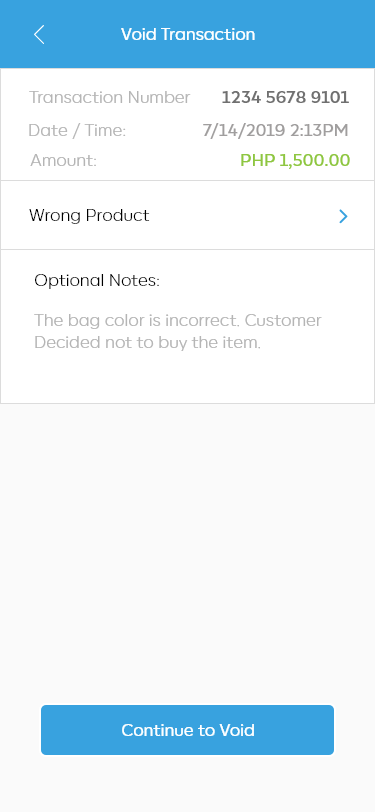 Void Transaction
Transaction Number 1234 5678 9101
Date / Time: 7/14/2019 2:13PM
Amount: PHP 1,500.00
Wrong Product
Optional Notes:
The bag color is incorrect. Customer
Decided not to buy the item.
Continue to Void